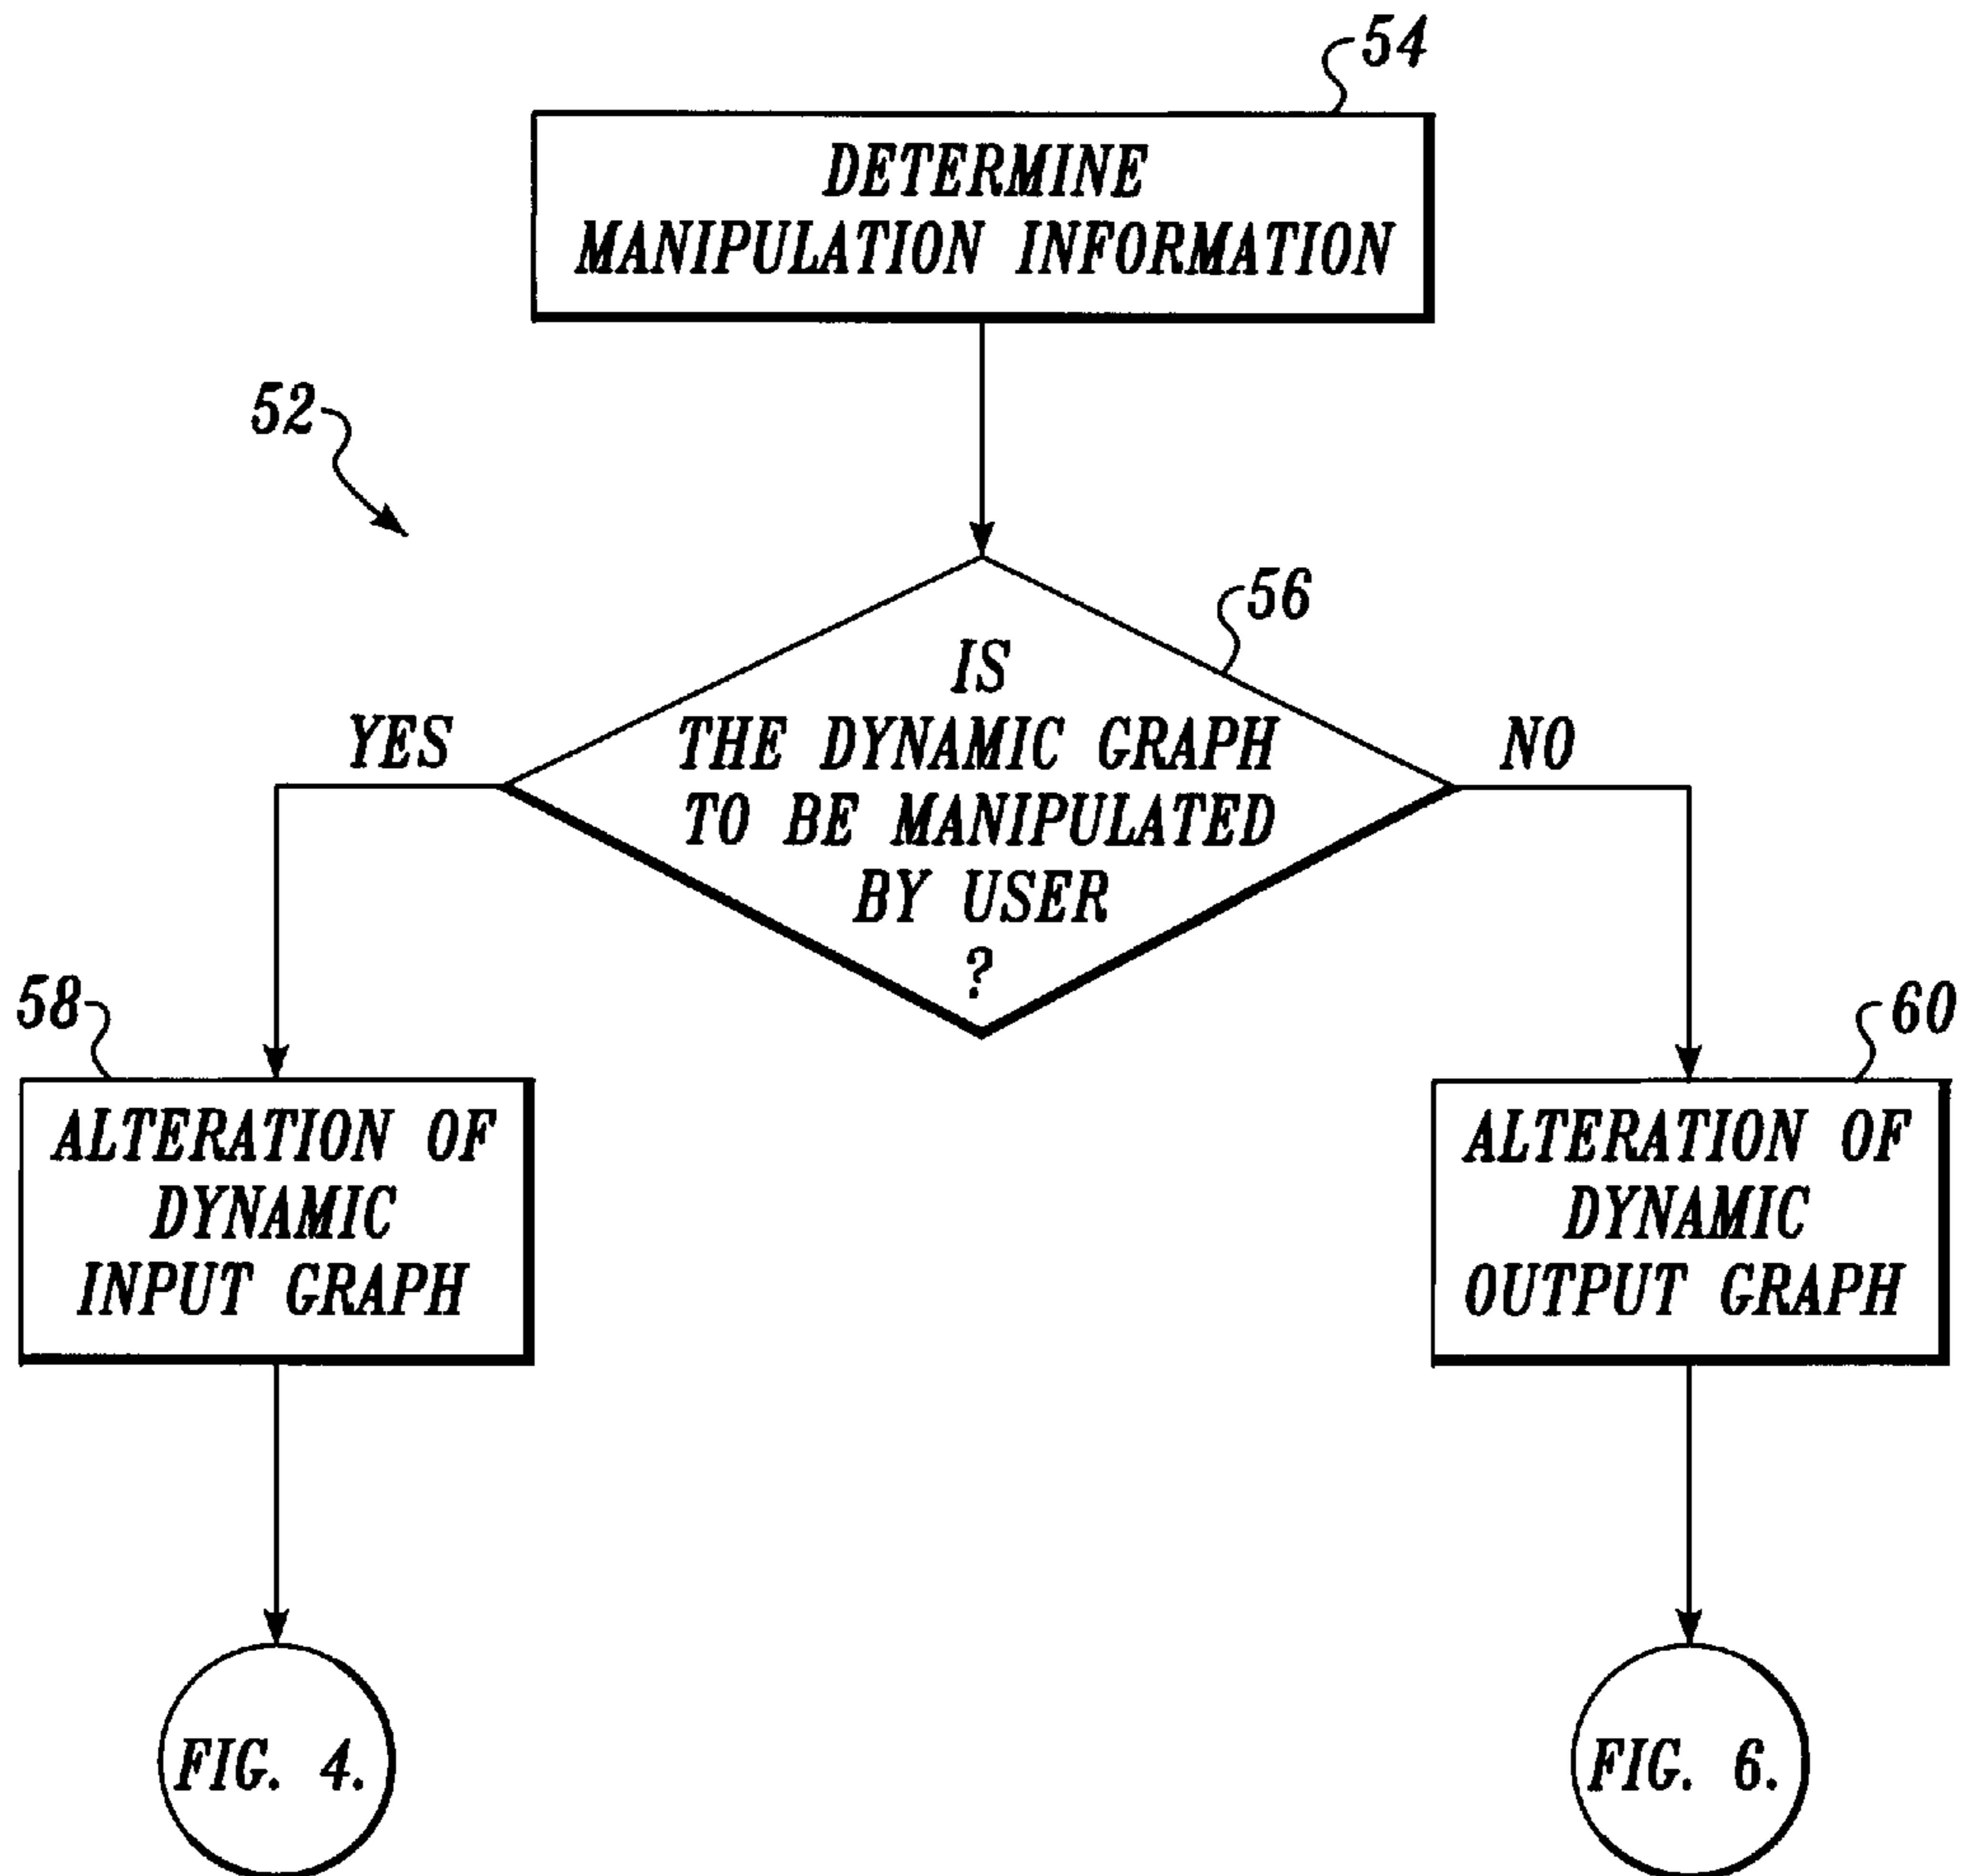 54
DETERMINE
MANIPULATION INFORMATION
52
56
IS
THE DYNAMIC GRAPH
TO BE MANIPULATED
BY USER
?
YES
NO
58
ALTERATION OF
DYNAMIC
INPUT GRAPH
60
ALTERATION OF
DYNAMIC
OUTPUT GRAPH
FIG. 4.
FIG. 6.